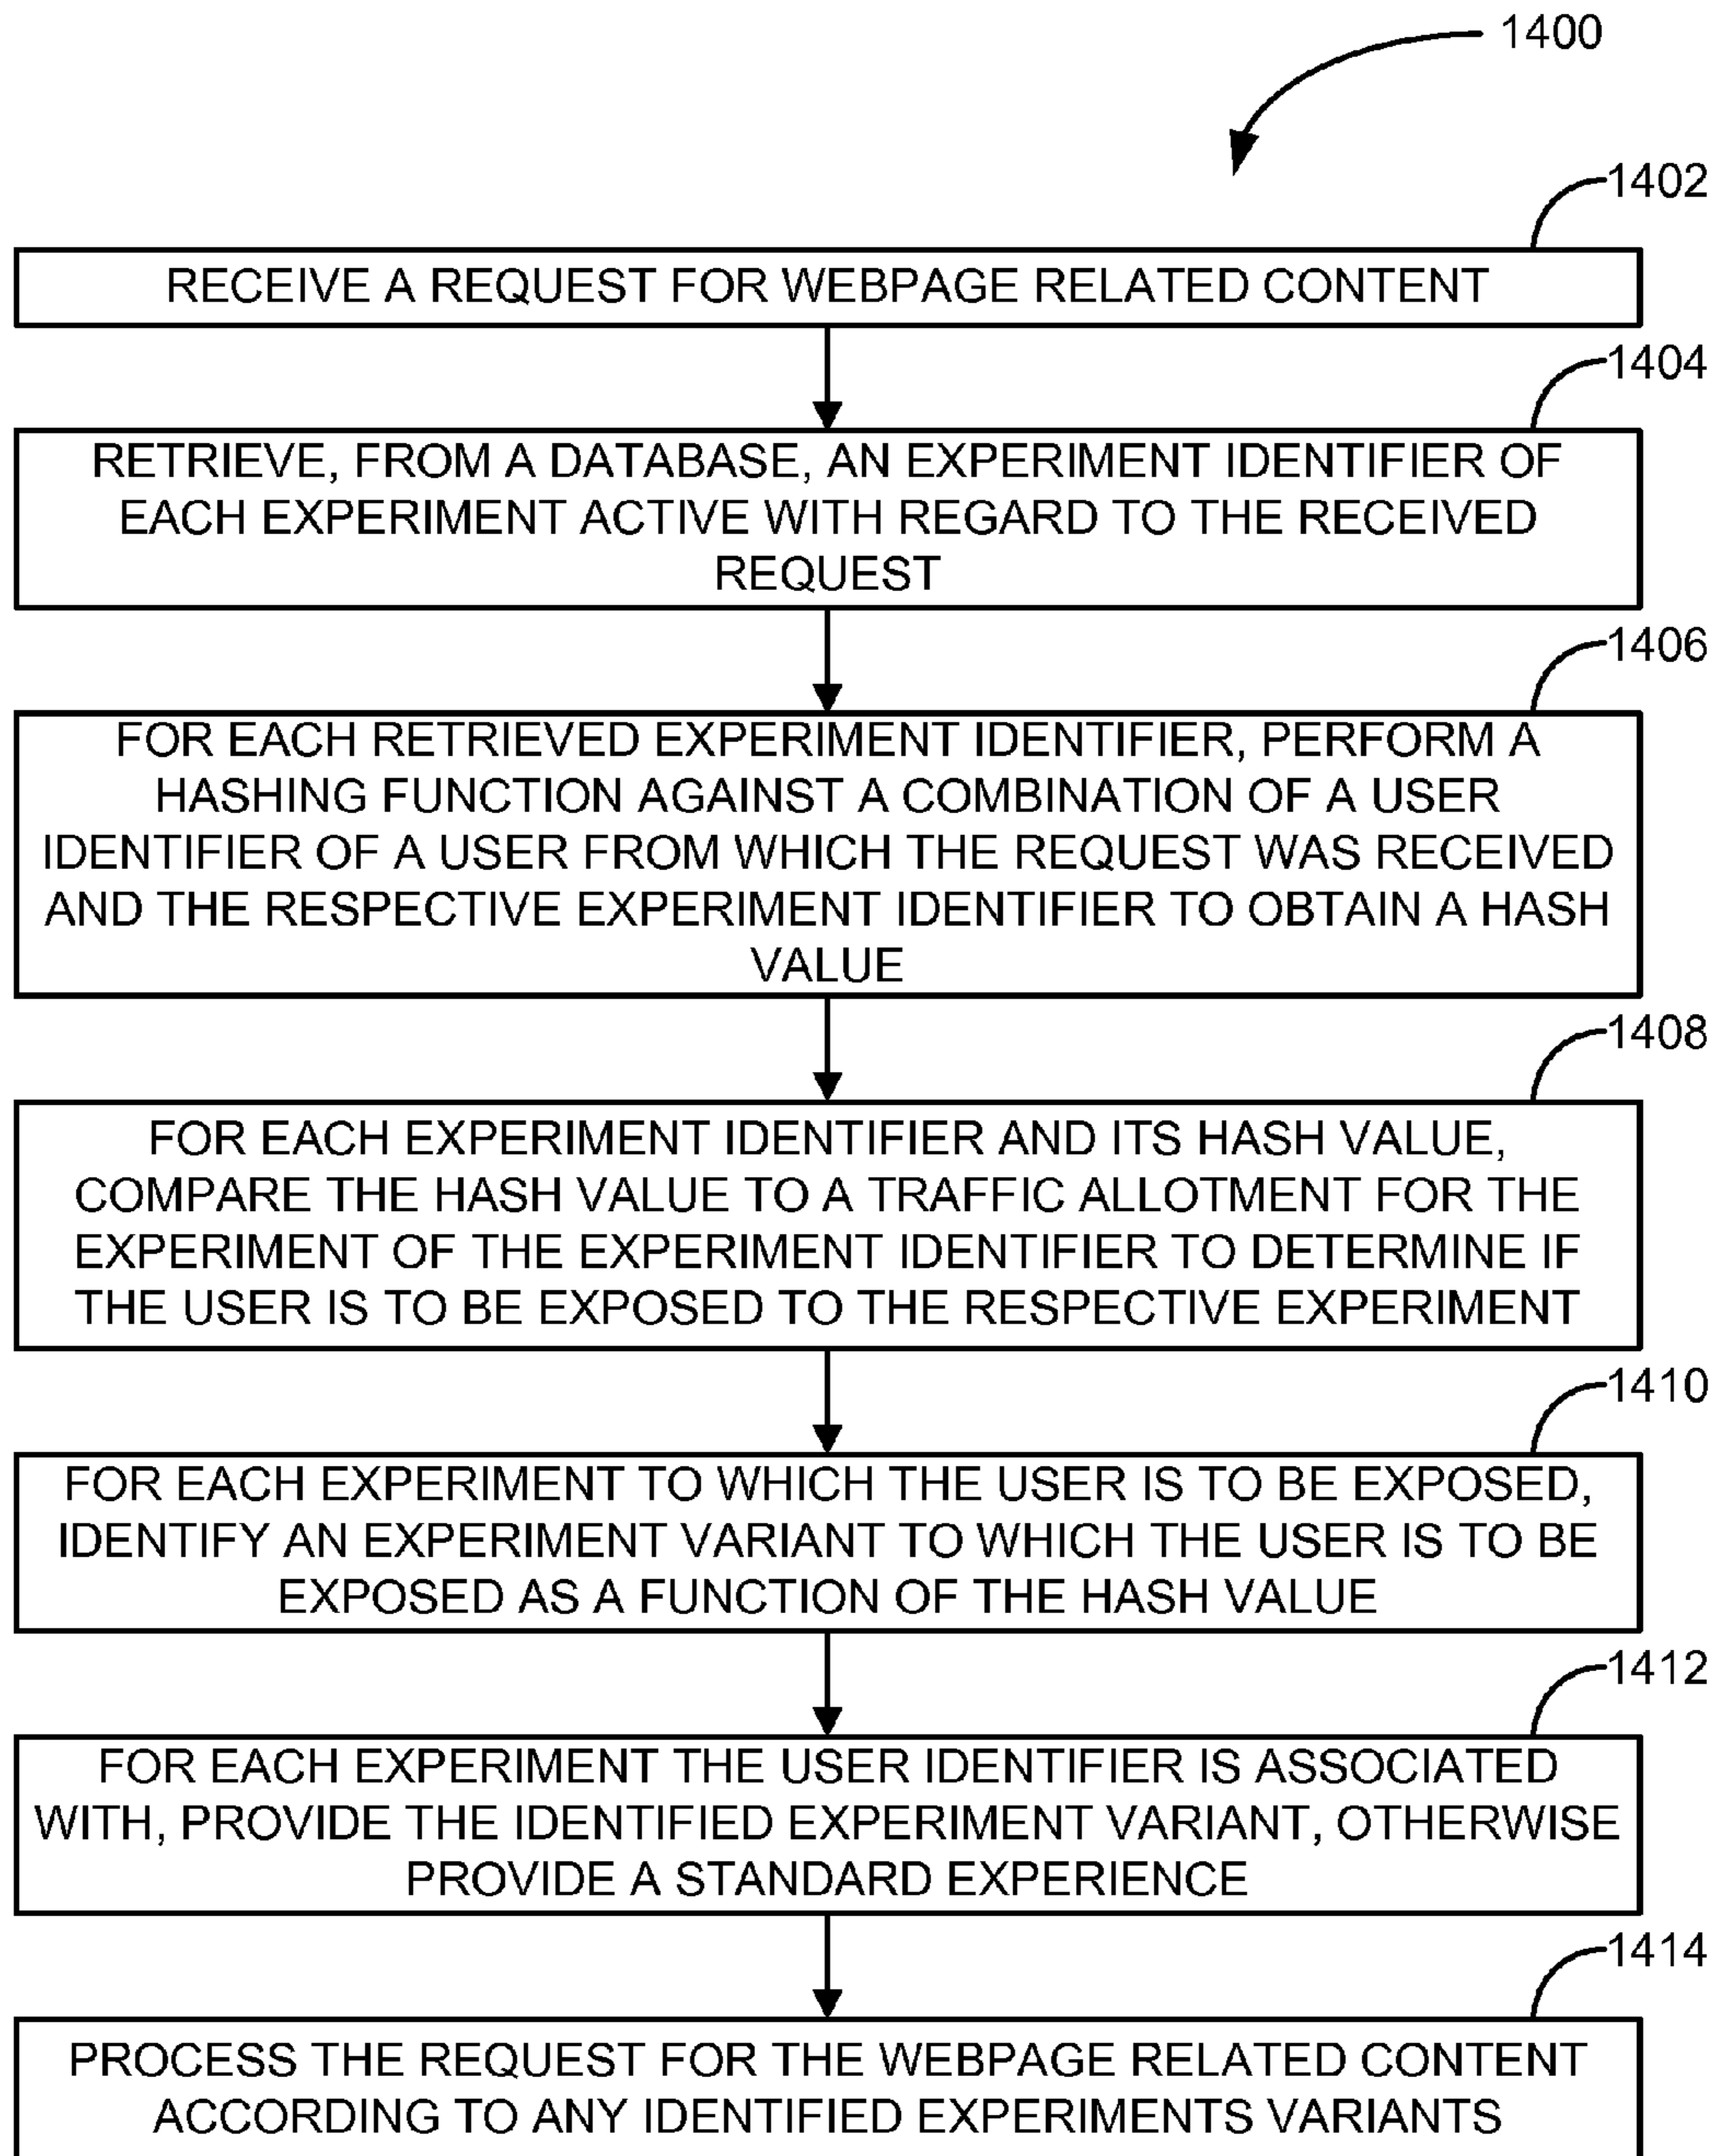 1400
1402
RECEIVE A REQUEST FOR WEBPAGE RELATED CONTENT
1404
RETRIEVE, FROM A DATABASE, AN EXPERIMENT IDENTIFIER OF
EACH EXPERIMENT ACTIVE WITH REGARD TO THE RECEIVED
REQUEST
1406
FOR EACH RETRIEVED EXPERIMENT IDENTIFIER, PERFORM A
HASHING FUNCTION AGAINST A COMBINATION OF A USER
IDENTIFIER OF A USER FROM WHICH THE REQUEST WAS RECEIVED
AND THE RESPECTIVE EXPERIMENT IDENTIFIER TO OBTAIN A HASH
VALUE
1408
FOR EACH EXPERIMENT IDENTIFIER AND ITS HASH VALUE,
COMPARE THE HASH VALUE TO A TRAFFIC ALLOTMENT FOR THE
EXPERIMENT OF THE EXPERIMENT IDENTIFIER TO DETERMINE IF
THE USER IS TO BE EXPOSED TO THE RESPECTIVE EXPERIMENT
1410
FOR EACH EXPERIMENT TO WHICH THE USER IS TO BE EXPOSED,
IDENTIFY AN EXPERIMENT VARIANT TO WHICH THE USER IS TO BE
EXPOSED AS A FUNCTION OF THE HASH VALUE
1412
FOR EACH EXPERIMENT THE USER IDENTIFIER IS ASSOCIATED
WITH, PROVIDE THE IDENTIFIED EXPERIMENT VARIANT, OTHERWISE
PROVIDE A STANDARD EXPERIENCE
1414
PROCESS THE REQUEST FOR THE WEBPAGE RELATED CONTENT
ACCORDING TO ANY IDENTIFIED EXPERIMENTS VARIANTS